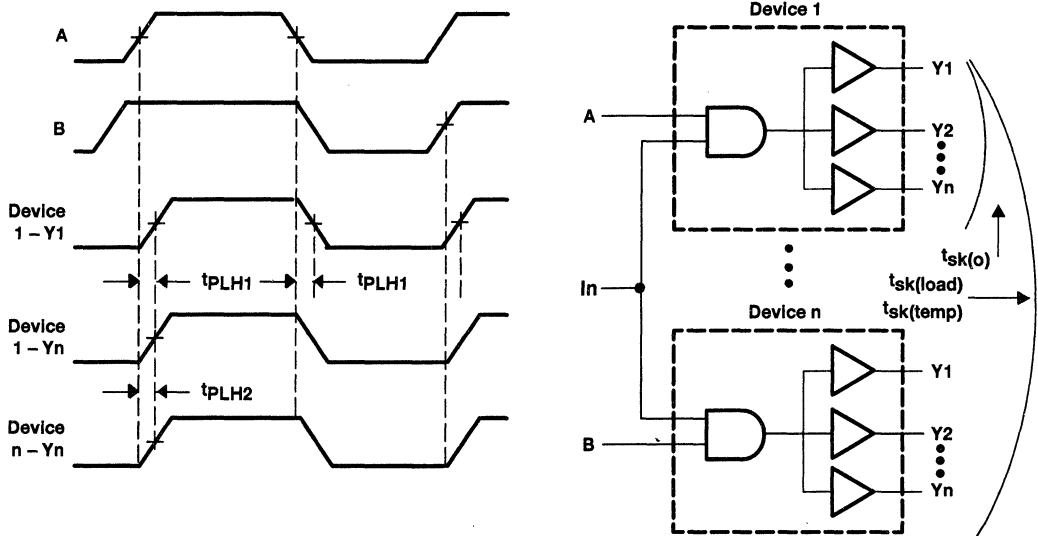 A
B
Device
1 – Y1
tPLH1
tPLH1
Device
1 – Yn
tPLH2
Device
n – Yn
Device 1
A
Y1
Y2
Yn
tsk(o)
tsk(load)
tsk(temp)
In
Device n
Y1
B
Y2
Yn